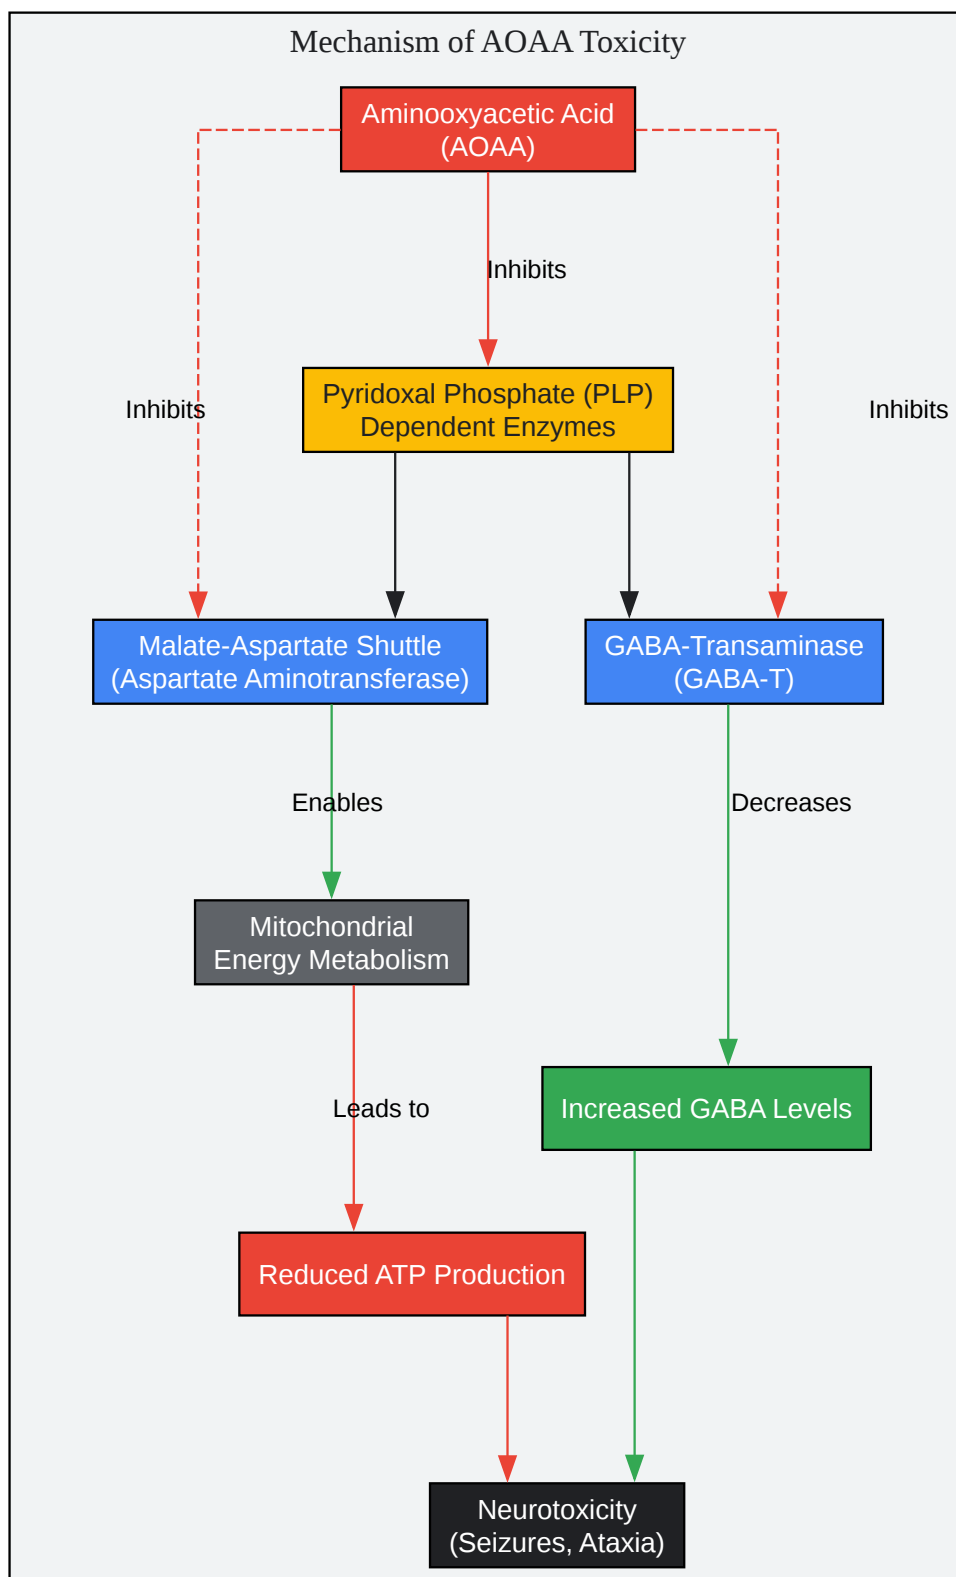 Mechanism of AOAA Toxicity
Aminooxyacetic Acid
(AOAA)
Inhibits
Inhibits
Inhibits
Pyridoxal Phosphate (PLP)
Dependent Enzymes
Malate-Aspartate Shuttle
(Aspartate Aminotransferase)
GABA-Transaminase
(GABA-T)
Enables
Decreases
Mitochondrial
Energy Metabolism
Leads to
Increased GABA Levels
Reduced ATP Production
Neurotoxicity
(Seizures, Ataxia)